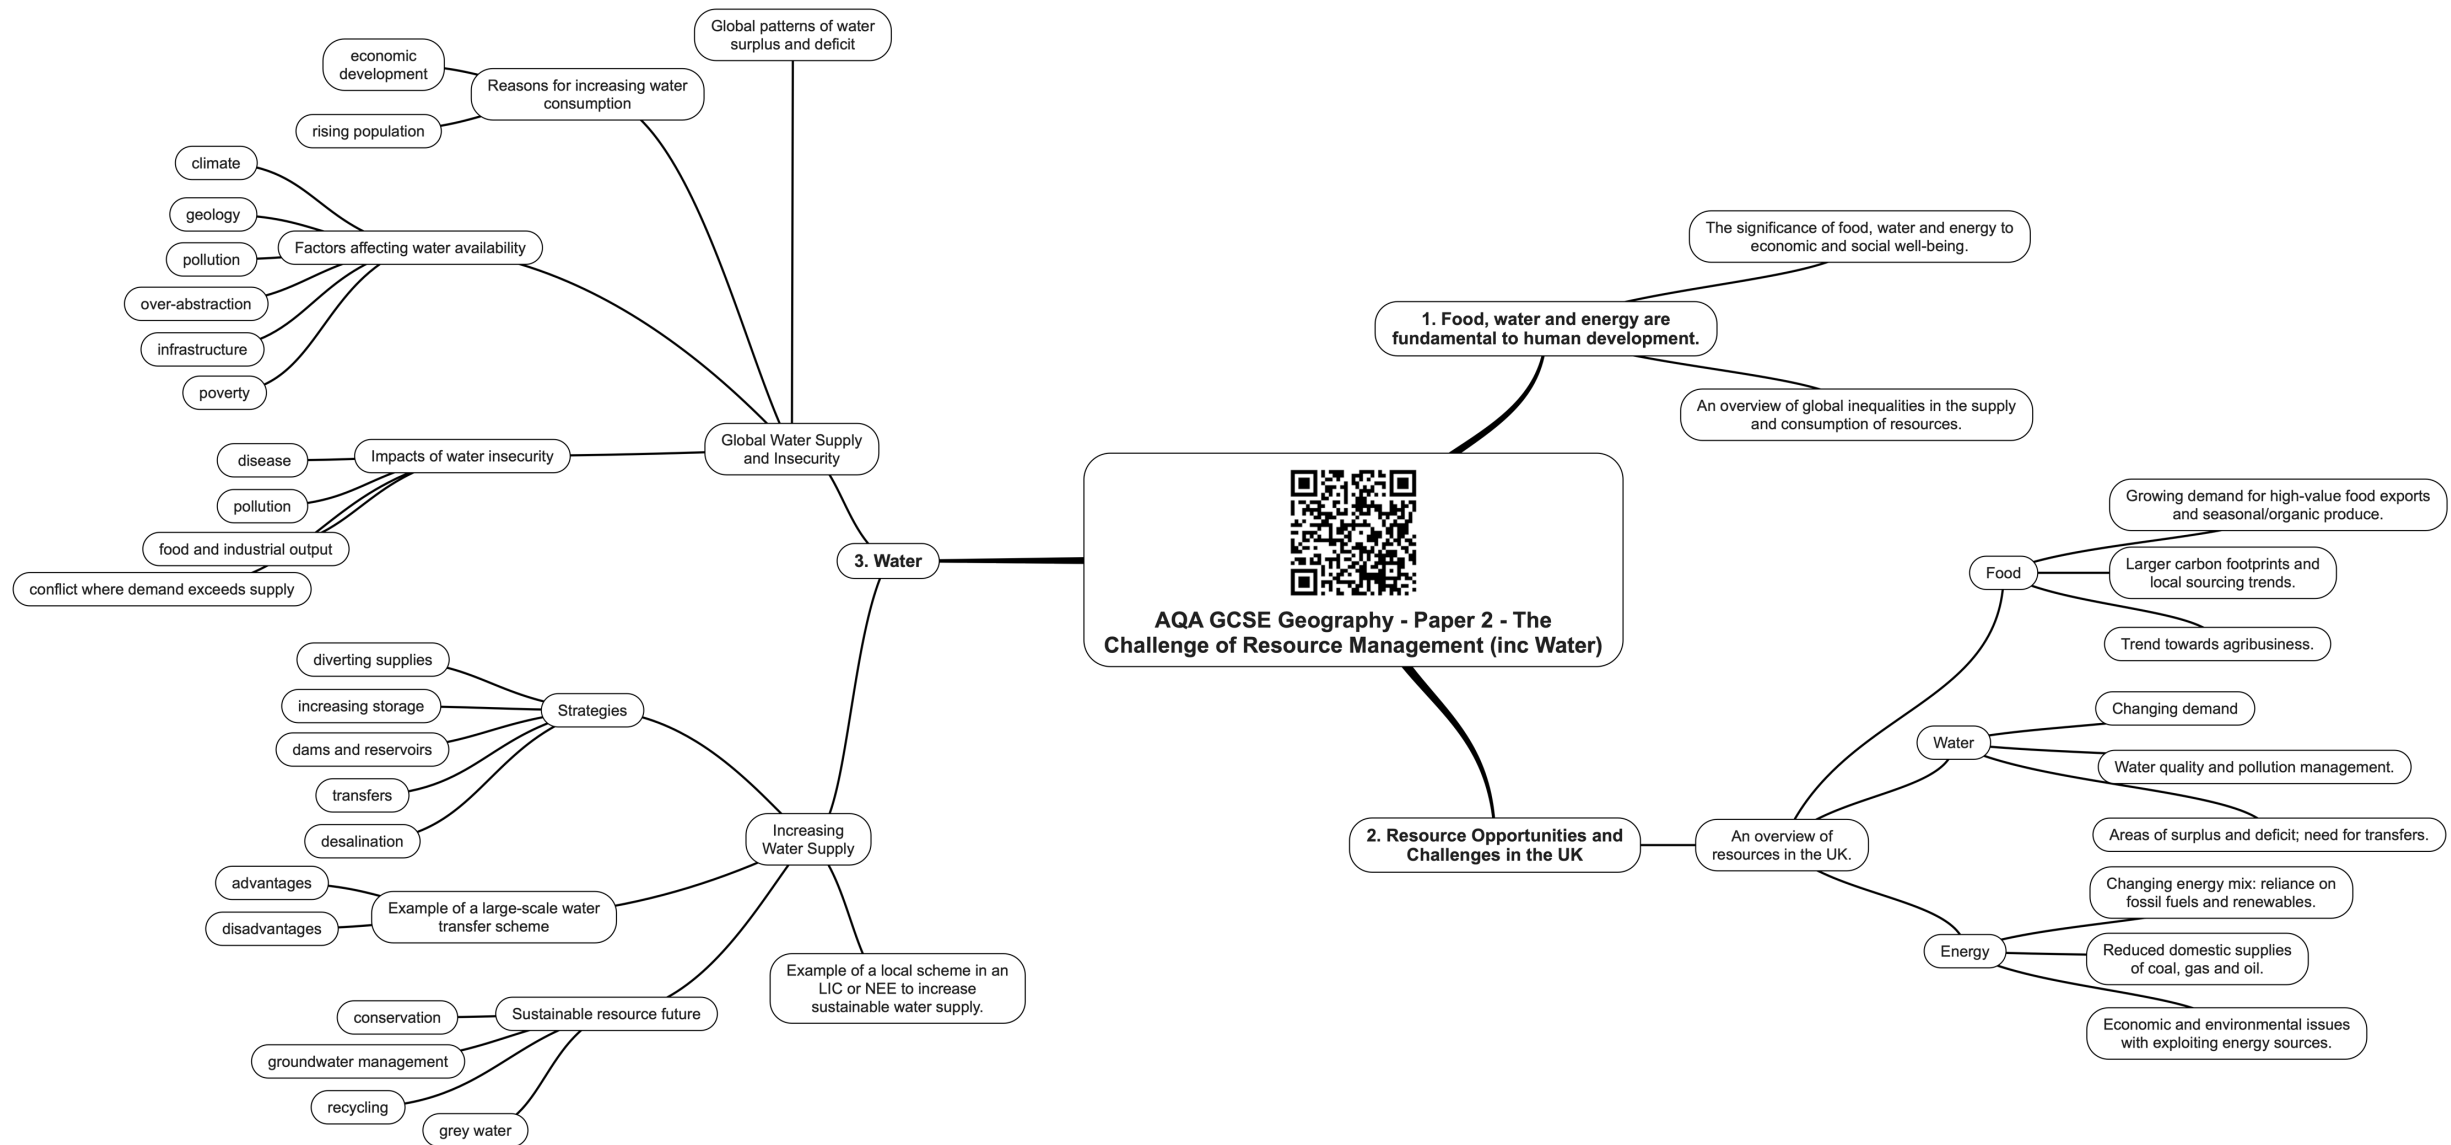 AQA GCSE Geography - Paper 2 - The
Challenge of Resource Management (inc Water)
1. Food, water and energy are
fundamental to human development.
The significance of food, water and energy to
economic and social well-being.
An overview of global inequalities in the supply
and consumption of resources.
2. Resource Opportunities and
Challenges in the UK
An overview of
resources in the UK.
Food
Growing demand for high-value food exports
and seasonal/organic produce.
Larger carbon footprints and
local sourcing trends.
Trend towards agribusiness.
Water
Changing demand
Water quality and pollution management.
Areas of surplus and deficit; need for transfers.
Energy
Changing energy mix: reliance on
fossil fuels and renewables.
Reduced domestic supplies
of coal, gas and oil.
Economic and environmental issues
with exploiting energy sources.
3. Water
Global Water Supply
and Insecurity
Global patterns of water
surplus and deficit
Reasons for increasing water
consumption
economic
development
rising population
Factors affecting water availability
climate
geology
pollution
over-abstraction
infrastructure
poverty
Impacts of water insecurity
disease
pollution
food and industrial output
conflict where demand exceeds supply
Increasing
Water Supply
Strategies
diverting supplies
increasing storage
dams and reservoirs
transfers
desalination
Example of a large-scale water
transfer scheme
advantages
disadvantages
Sustainable resource future
conservation
groundwater management
recycling
grey water
Example of a local scheme in an
LIC or NEE to increase
sustainable water supply.